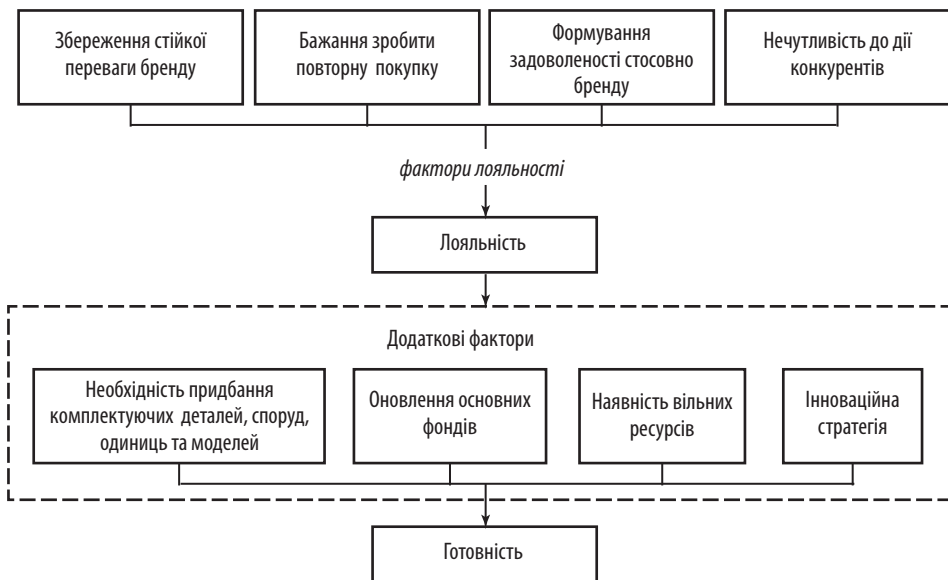 Збереження стійкої
переваги бренду
Бажання зробити
повторну покупку
Формування
задоволеності стосовно
бренду
Нечутливість до дії
конкурентів
фактори лояльності
Лояльність
Додаткові фактори
Необхідність придбання
комплектуючих деталей, споруд,
одиниць та моделей
Оновлення основних
фондів
Наявність вільних
ресурсів
Інноваційна
стратегія
Готовність